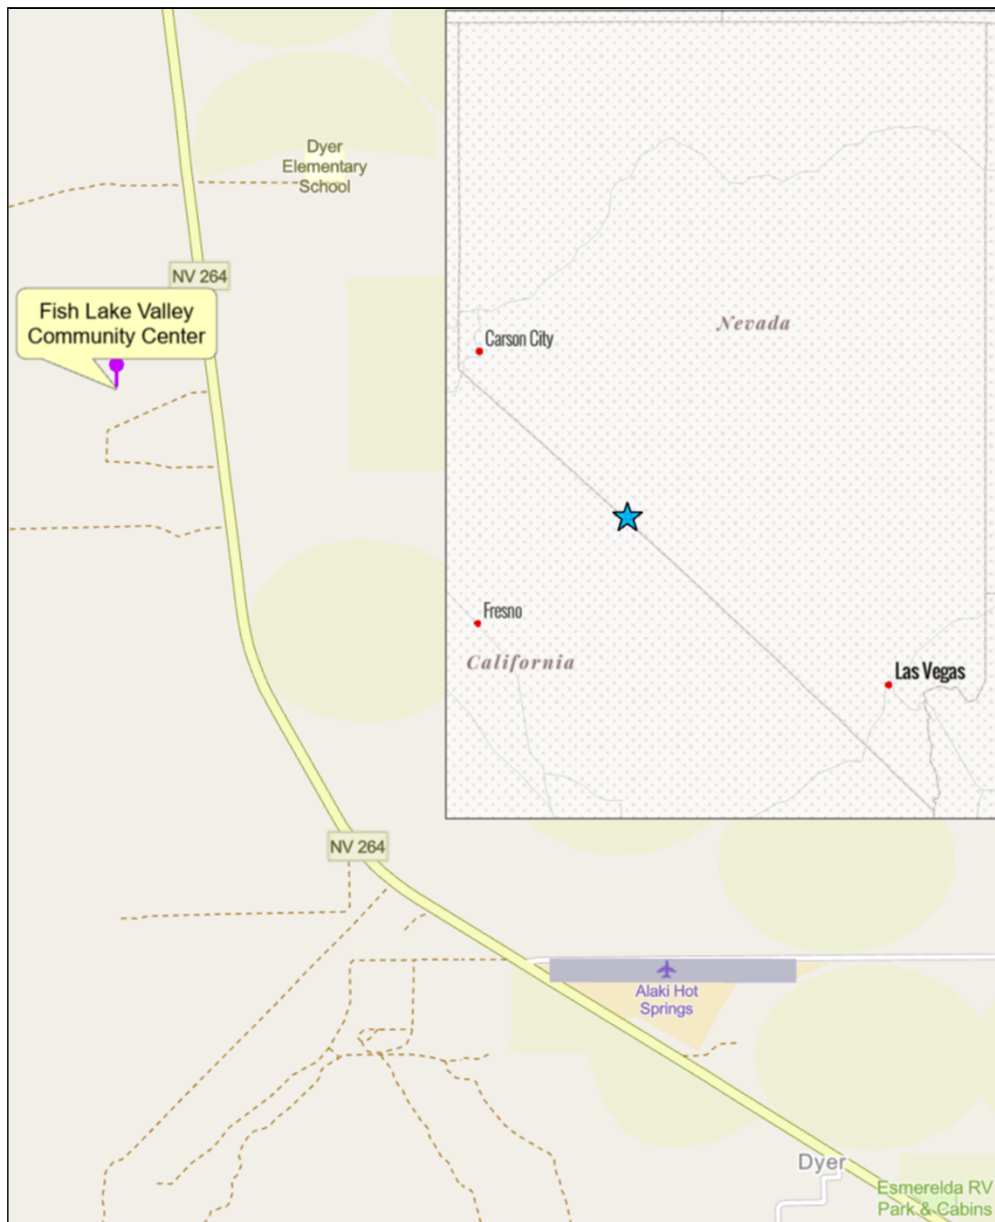 Dyer
Elementary
School
NV 264
Fish Lake Valley
Community Center
Nevada
Carson City
Fresno
California
Las Vegas
NV 264
Alaki Hot
Springs
Dyer
Esmerelda RV
Park & Cabins